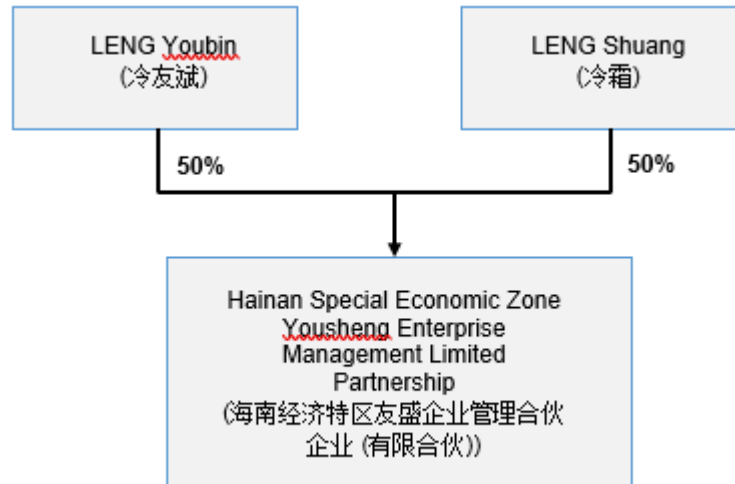 LENG Youbin
(冷友斌)
LENG Shuang
(冷霜)
50%
50%
Hainan Special Economic Zone
Yousheng Enterprise
Management Limited
Partnership
(海南经济特区友盛企业管理合伙
企业 (有限合伙))